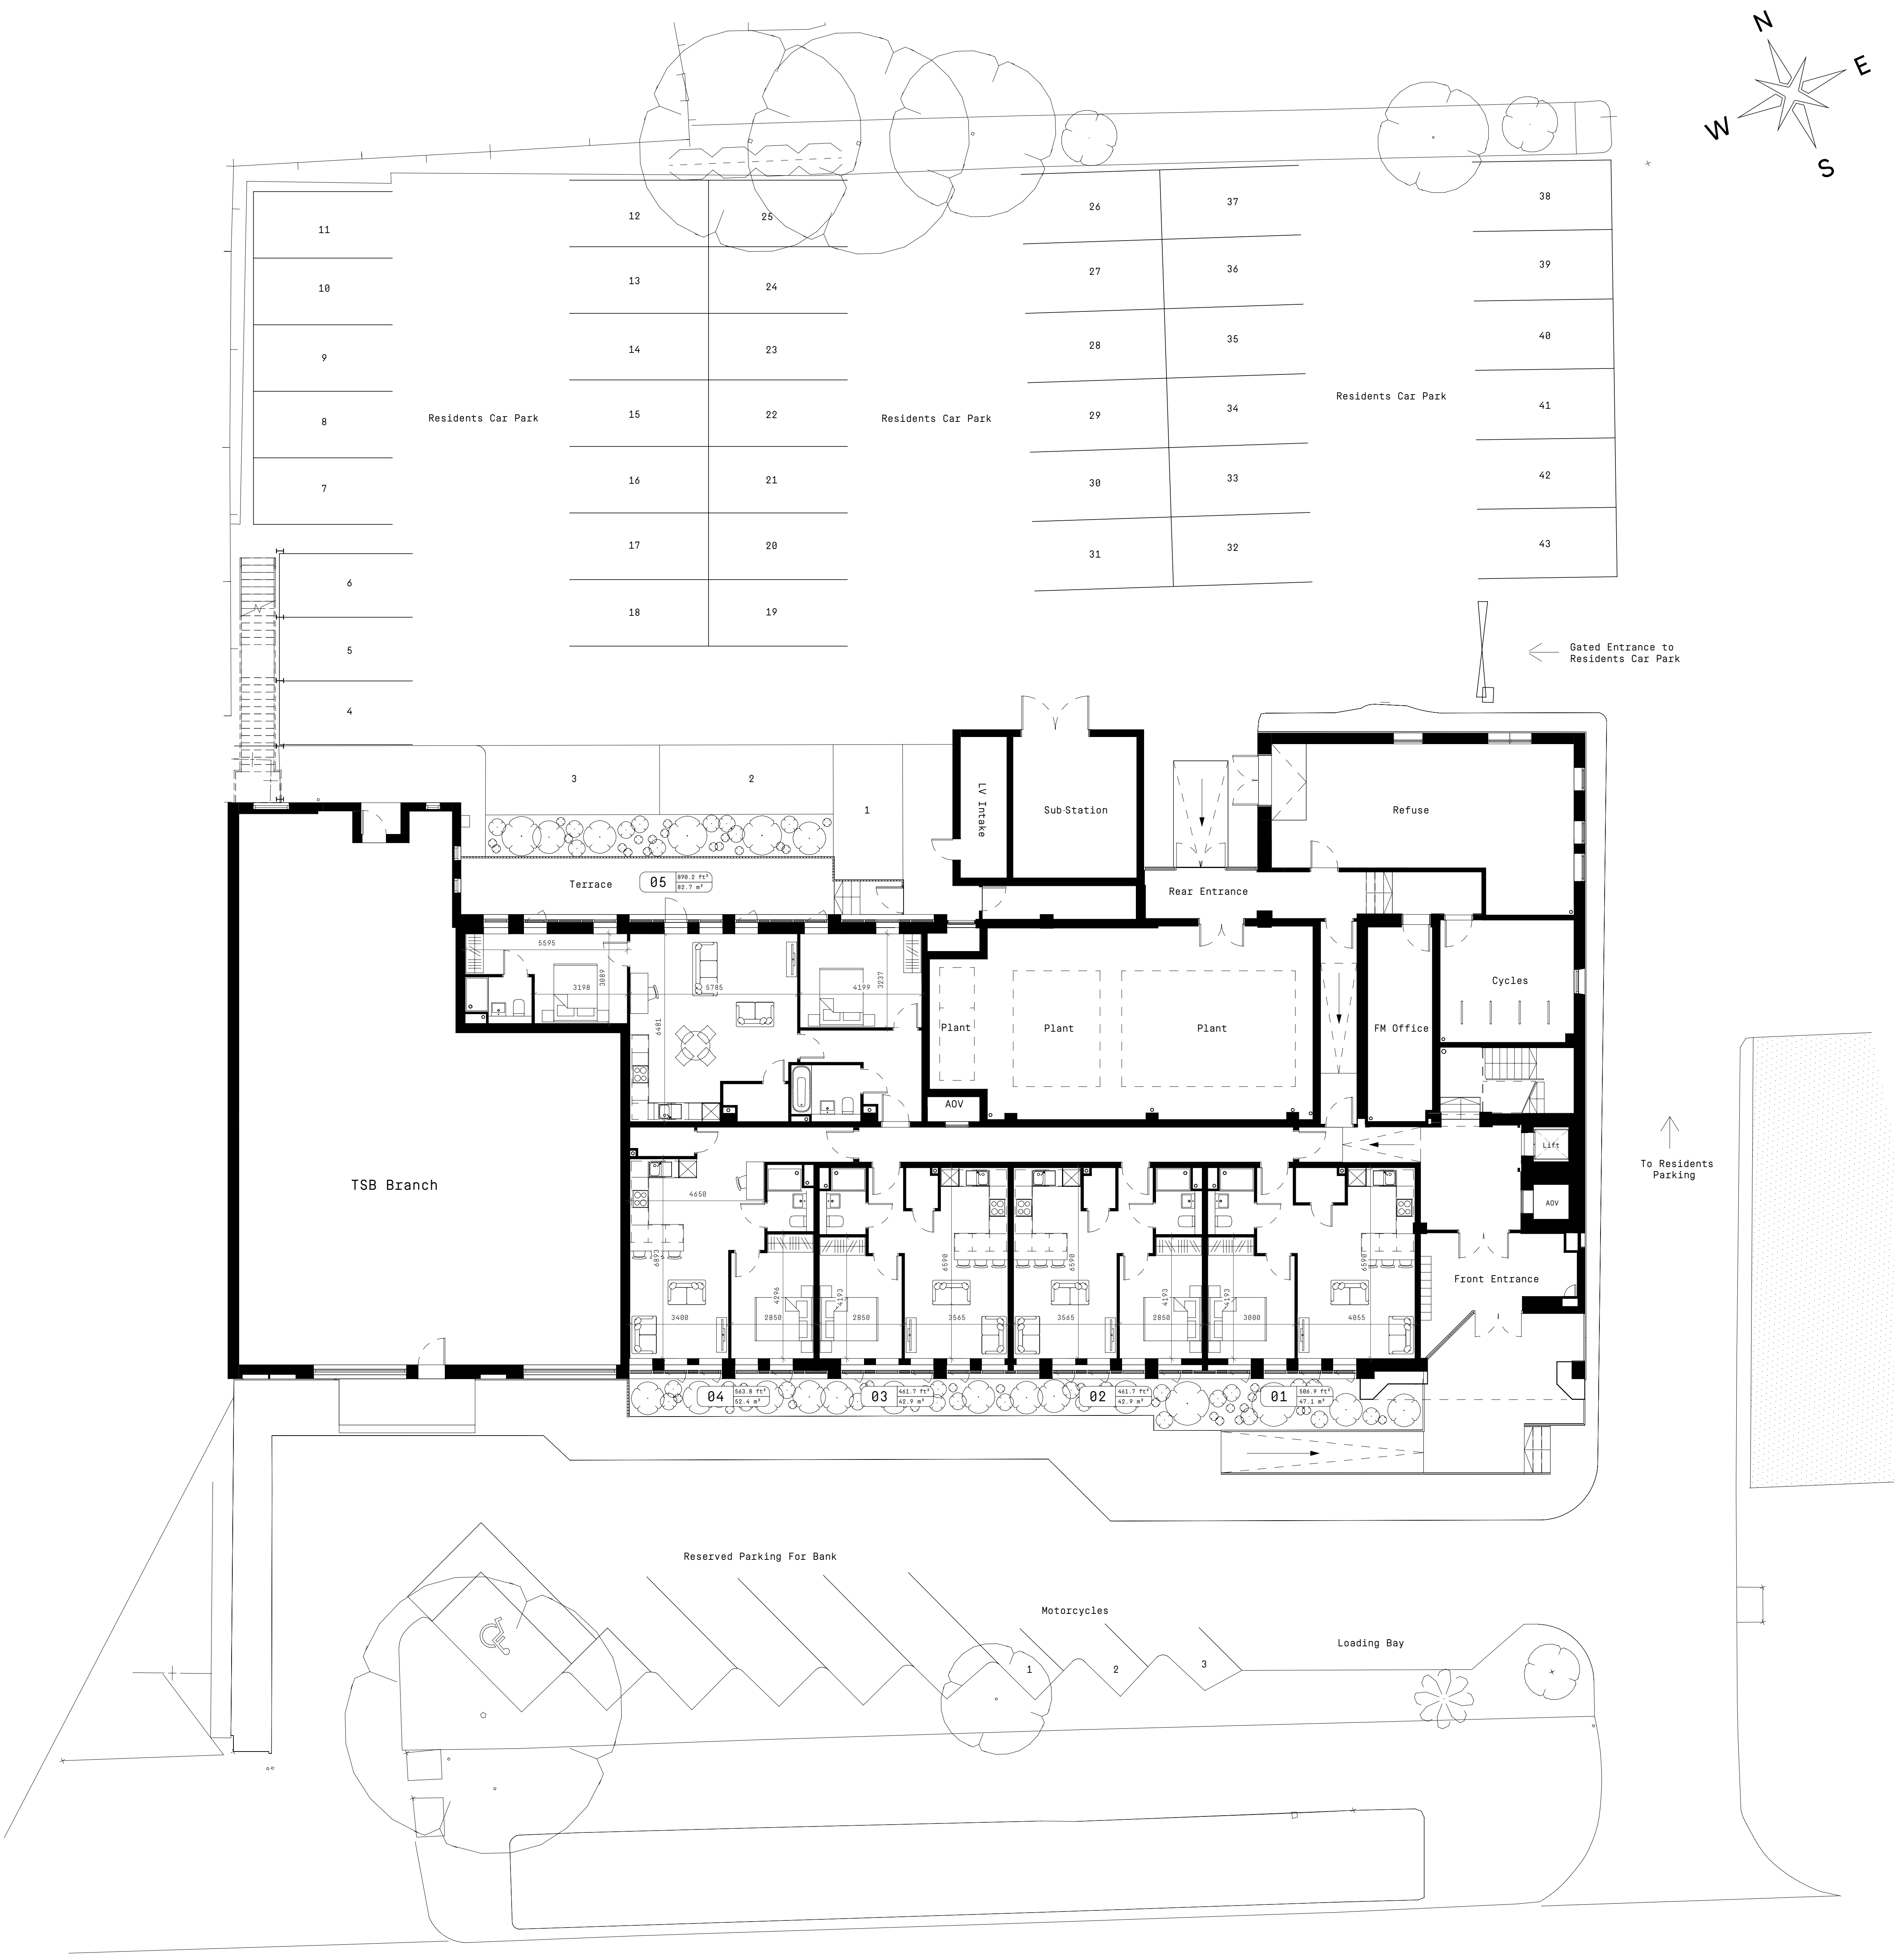 N
E
W
S
11
12
25
26
37
38
10
13
24
27
36
39
9
14
23
28
35
40
Residents Car Park
Residents Car Park
Residents Car Park
8
15
22
29
34
41
7
16
21
30
33
42
6
17
20
31
32
43
5
18
19
4
Gated Entrance to
Residents Car Park
3
2
1
LV Intake
Sub-Station
Refuse
Terrace
05
890.2 ft²
82.7 m²
Rear Entrance
5595
3198
3089
5785
6481
4199
3237
Plant
Plant
Plant
FM Office
Cycles
AOV
Lift
AOV
To Residents
Parking
TSB Branch
4650
6893
4296
3400
2850
4193
2850
6590
3565
6590
3565
4193
2850
4193
3000
6590
4055
Front Entrance
04
563.8 ft²
52.4 m²
03
461.7 ft²
42.9 m²
02
461.7 ft²
42.9 m²
01
506.9 ft²
47.1 m²
Reserved Parking For Bank
Motorcycles
Loading Bay
1
2
3